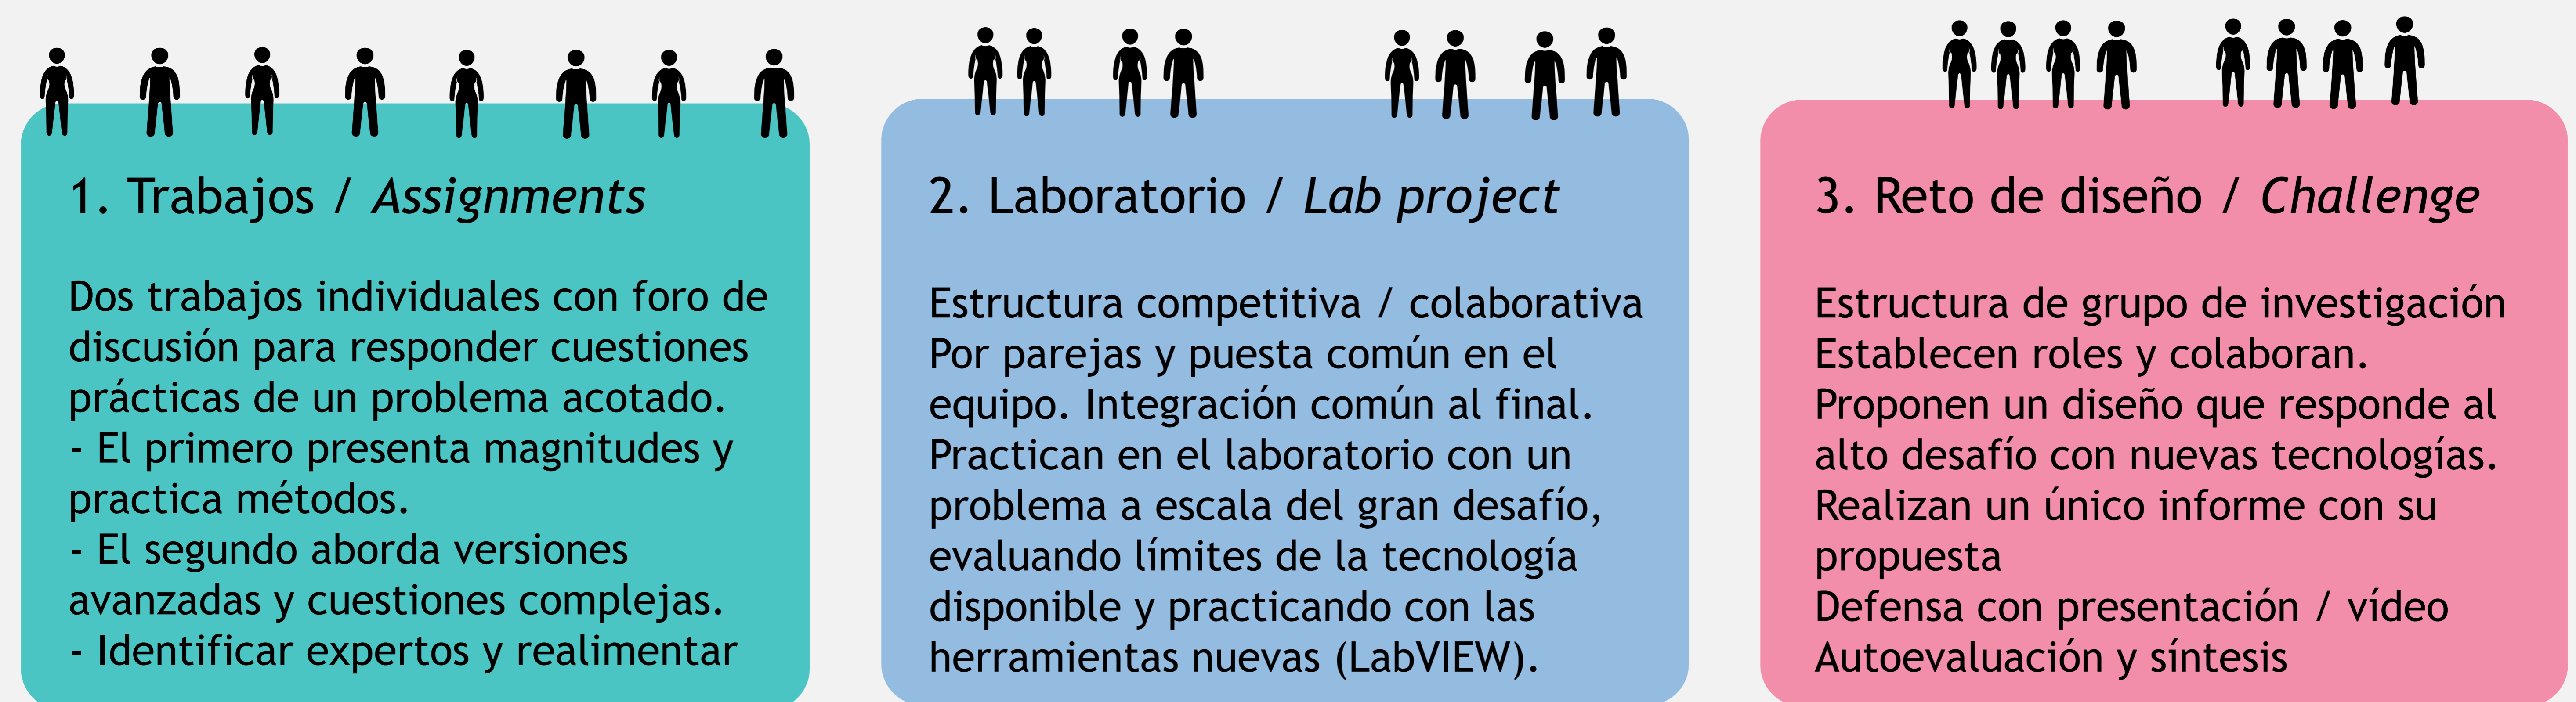 1. Trabajos / Assignments
Dos trabajos individuales con foro de
discusión para responder cuestiones
prácticas de un problema acotado.
- El primero presenta magnitudes y
practica métodos.
- El segundo aborda versiones
avanzadas y cuestiones complejas.
- Identificar expertos y realimentar
2. Laboratorio / Lab project
Estructura competitiva / colaborativa
Por parejas y puesta común en el
equipo. Integración común al final.
Practican en el laboratorio con un
problema a escala del gran desafío,
evaluando límites de la tecnología
disponible y practicando con las
herramientas nuevas (LabVIEW).
3. Reto de diseño / Challenge
Estructura de grupo de investigación
Establecen roles y colaboran.
Proponen un diseño que responde al
alto desafío con nuevas tecnologías.
Realizan un único informe con su
propuesta
Defensa con presentación / vídeo
Autoevaluación y síntesis